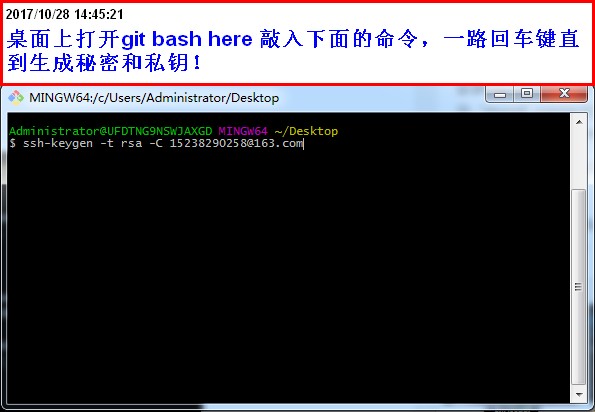 2017/10/28 14:45:21
桌面上打开git bash here 敲入下面的命令，一路回车键直
到生成秘密和私钥！
MINGW64:/c/Users/Administrator/Desktop
Administrator@UFDTNG9NSWJAXGD MINGW64 ~/Desktop
$ ssh-keygen -t rsa -C 15238290258@163.com